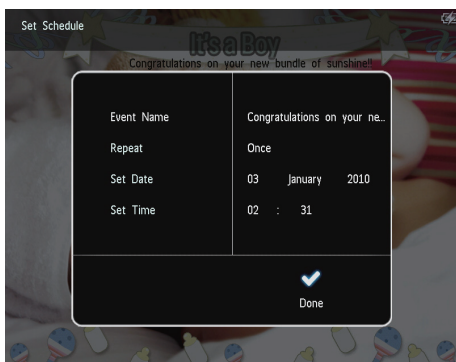 Set Schedule
It's a Boy
Congratulations on your new bundle of sunshine!!
Event Name Congratulations on your ne...
Repeat Once
Set Date 03 January 2010
Set Time 02 : 31
Done